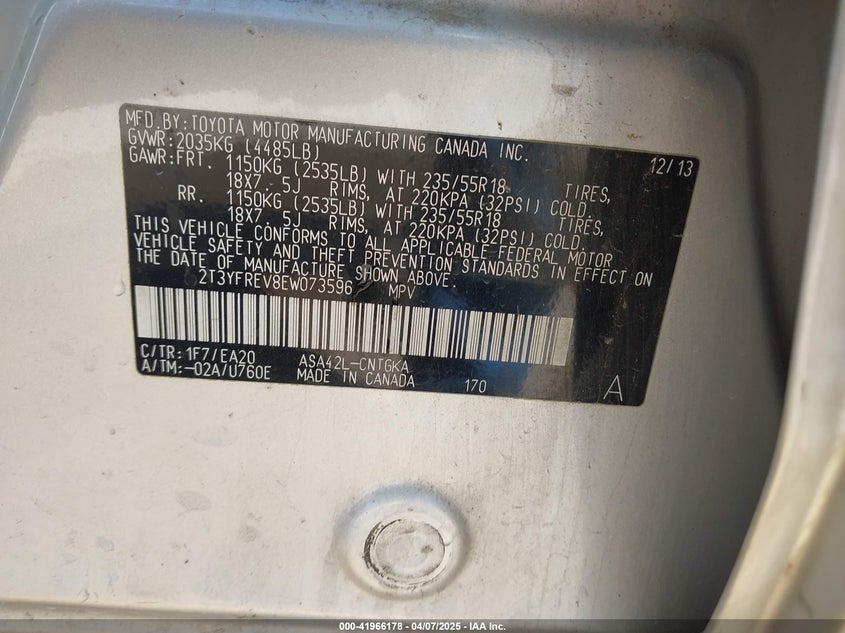 MFD.BY:TOYOTA MOTOR MANUFACTURING CANADA INC.
GVWR:2035KG (4485LB) 12/13
GAWR:FRT. 1150KG (2535LB) WITH 235/55R18 TIRES,
18X7.5J RIMS, AT 220KPA (32PSI) COLD.
RR. 1150KG (2535LB) WITH 235/55R18 TIRES,
18X7.5J RIMS, AT 220KPA (32PSI) COLD.
THIS VEHICLE CONFORMS TO ALL APPLICABLE FEDERAL MOTOR
VEHICLE SAFETY AND THEFT PREVENTION STANDARDS IN EFFECT ON
THE DATE OF MANUFACTURE SHOWN ABOVE.
2T3YFREV8EW073596 MPV
C/TR:1F7/EA20 ASA42L-CNTGKA
A/TM:-02A/U760E MADE IN CANADA 170 A
000-41966178 - 04/07/2025 - IAA Inc.